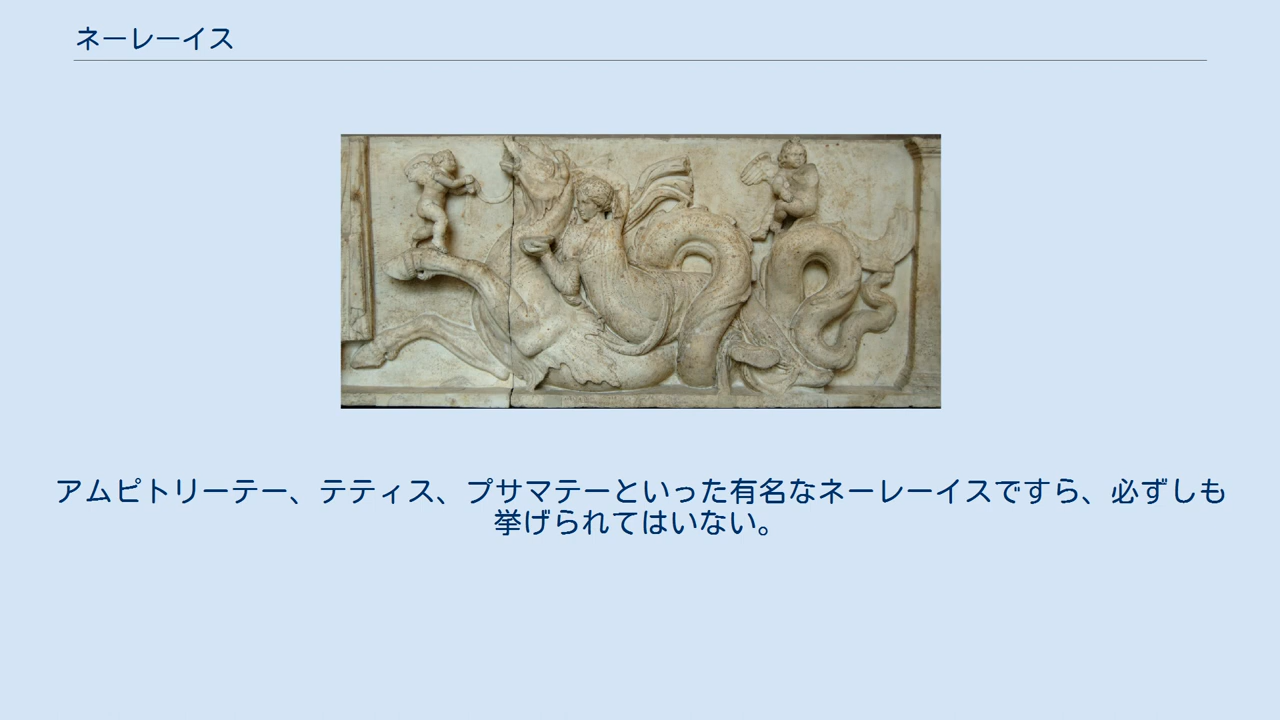 ネーレーイス
アムピトリーテー、テティス、プサマテーといった有名なネーレーイスですら、必ずしも
挙げられてはいない。